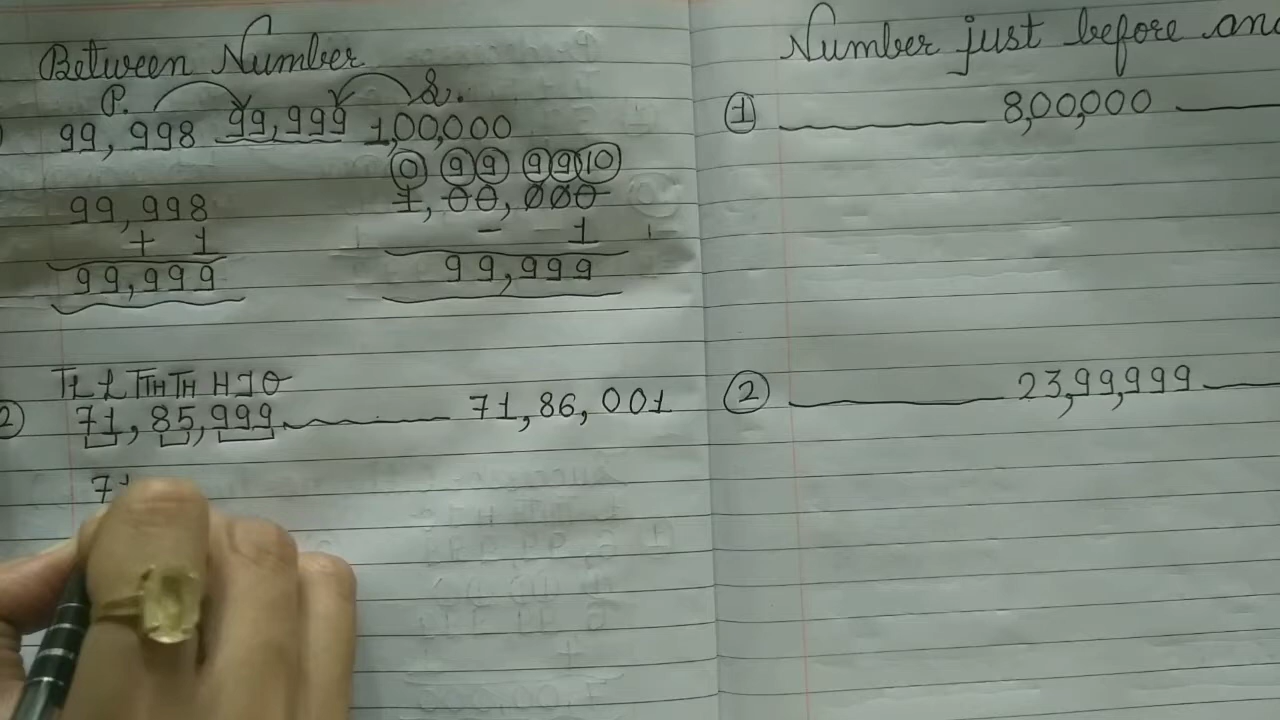 Between Number
P. S.
99,998 99,999 1,00,000
0 9 9 9 9 10
99,998 1,00,000
+ 1 - 1
99,999 99,999
TL L TTH TH H T O
2 71,85,999 71,86,001
71
Number just before
1 8,00,000
2 23,99,999